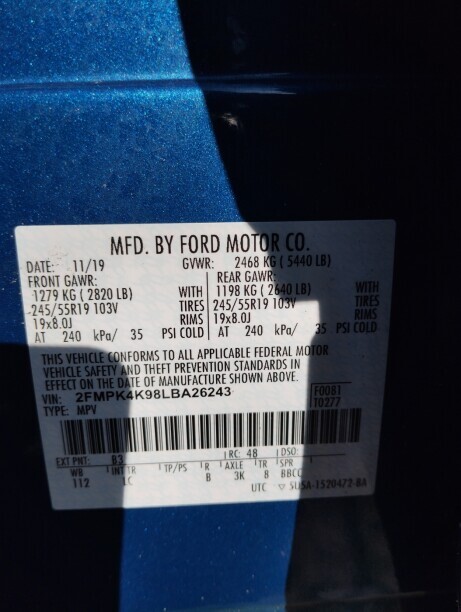 MFD. BY FORD MOTOR CO.
DATE: 11/19 GVWR: 2468 KG ( 5440 LB)
FRONT GAWR: REAR GAWR:
1279 KG ( 2820 LB) WITH 1198 KG ( 2640 LB) WITH
245/55R19 103V TIRES 245/55R19 103V TIRES
19x8.0J RIMS 19x8.0J RIMS
AT 240 kPa/ 35 PSI COLD AT 240 kPa/ 35 PSI COLD
THIS VEHICLE CONFORMS TO ALL APPLICABLE FEDERAL MOTOR
VEHICLE SAFETY AND THEFT PREVENTION STANDARDS IN
EFFECT ON THE DATE OF MANUFACTURE SHOWN ABOVE.
VIN: 2FMPK4K98LBA26243 F0081
TYPE: MPV T0277
EXT PNT: B3 RC: 48 DSO:
WB INT TR TP/PS R AXLE TR SPR
112 LC B 3K 8 BBCC
UTC ▽ 5U5A-1520472-BA